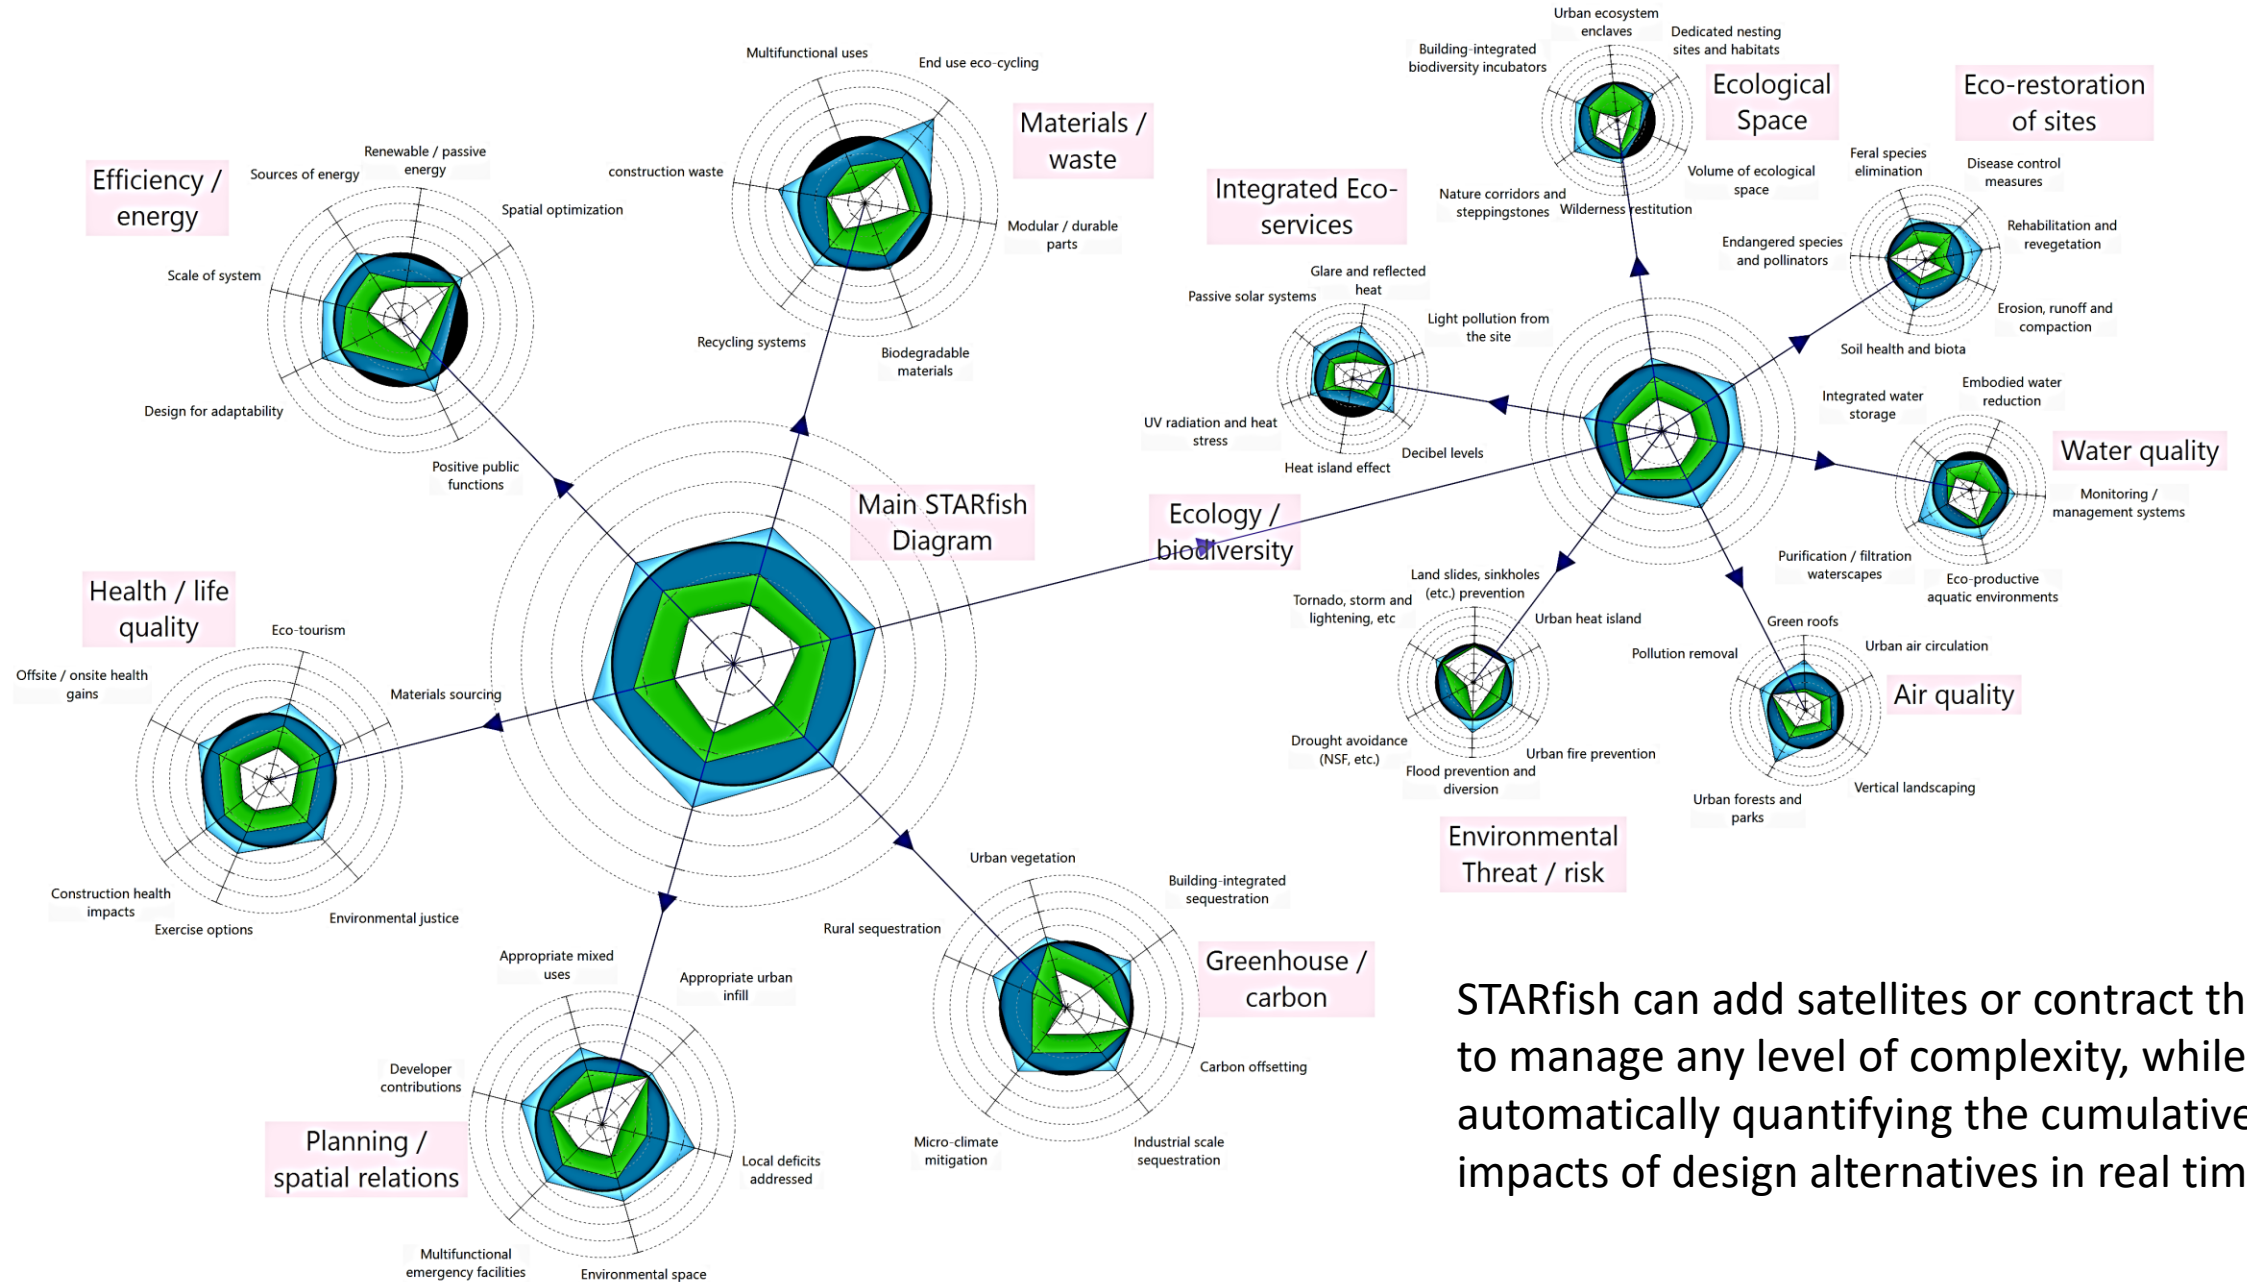 Efficiency /
energy
Sources of energy
Renewable / passive
energy
Spatial optimization
Scale of system
Design for adaptability
Positive public
functions
Multifunctional uses
End use eco-cycling
Materials /
waste
construction waste
Modular / durable
parts
Recycling systems
Biodegradable
materials
Main STARfish
Diagram
Health / life
quality
Eco-tourism
Offsite / onsite health
gains
Materials sourcing
Construction health
impacts
Exercise options
Environmental justice
Appropriate mixed
uses
Appropriate urban
infill
Developer
contributions
Planning /
spatial relations
Local deficits
addressed
Multifunctional
emergency facilities
Environmental space
Urban vegetation
Building-integrated
sequestration
Rural sequestration
Greenhouse /
carbon
Carbon offsetting
Micro-climate
mitigation
Industrial scale
sequestration
Ecology /
biodiversity
Urban ecosystem
enclaves
Dedicated nesting
sites and habitats
Building-integrated
biodiversity incubators
Ecological
Space
Volume of ecological
space
Nature corridors and
steppingstones
Wilderness restitution
Eco-restoration
of sites
Feral species
elimination
Disease control
measures
Rehabilitation and
revegetation
Endangered species
and pollinators
Erosion, runoff and
compaction
Soil health and biota
Integrated Eco-
services
Glare and reflected
heat
Passive solar systems
Light pollution from
the site
UV radiation and heat
stress
Heat island effect
Decibel levels
Embodied water
reduction
Integrated water
storage
Water quality
Monitoring /
management systems
Purification / filtration
waterscapes
Eco-productive
aquatic environments
Land slides, sinkholes
(etc.) prevention
Tornado, storm and
lightening, etc
Urban heat island
Drought avoidance
(NSF, etc.)
Flood prevention and
diversion
Urban fire prevention
Environmental
Threat / risk
Green roofs
Urban air circulation
Pollution removal
Air quality
Urban forests and
parks
Vertical landscaping
STARfish can add satellites or contract th
to manage any level of complexity, while
automatically quantifying the cumulative
impacts of design alternatives in real tim